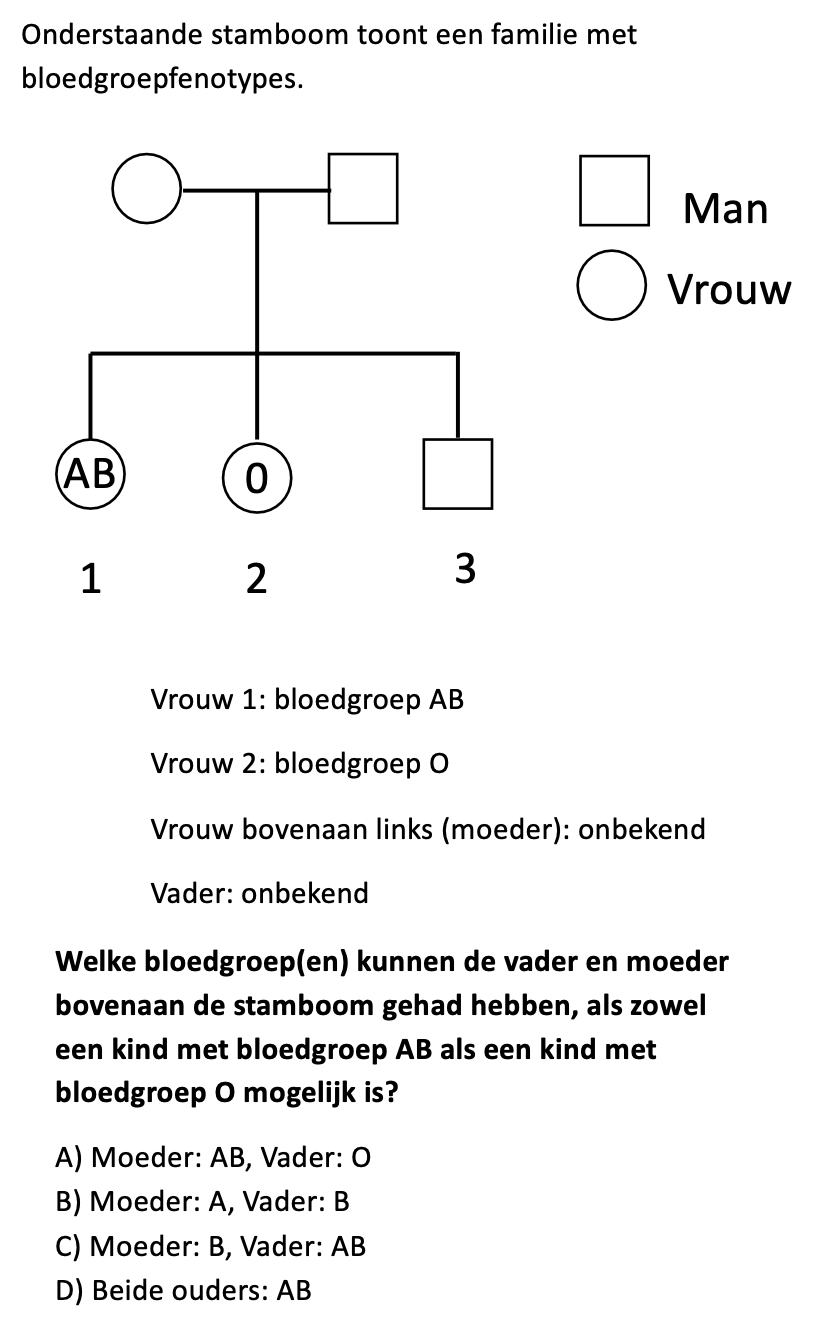 Onderstaande stamboom toont een familie met
bloedgroepfenotypes.
Man
Vrouw
AB
0
1
2
3
Vrouw 1: bloedgroep AB
Vrouw 2: bloedgroep O
Vrouw bovenaan links (moeder): onbekend
Vader: onbekend
Welke bloedgroep(en) kunnen de vader en moeder
bovenaan de stamboom gehad hebben, als zowel
een kind met bloedgroep AB als een kind met
bloedgroep O mogelijk is?
A) Moeder: AB, Vader: O
B) Moeder: A, Vader: B
C) Moeder: B, Vader: AB
D) Beide ouders: AB